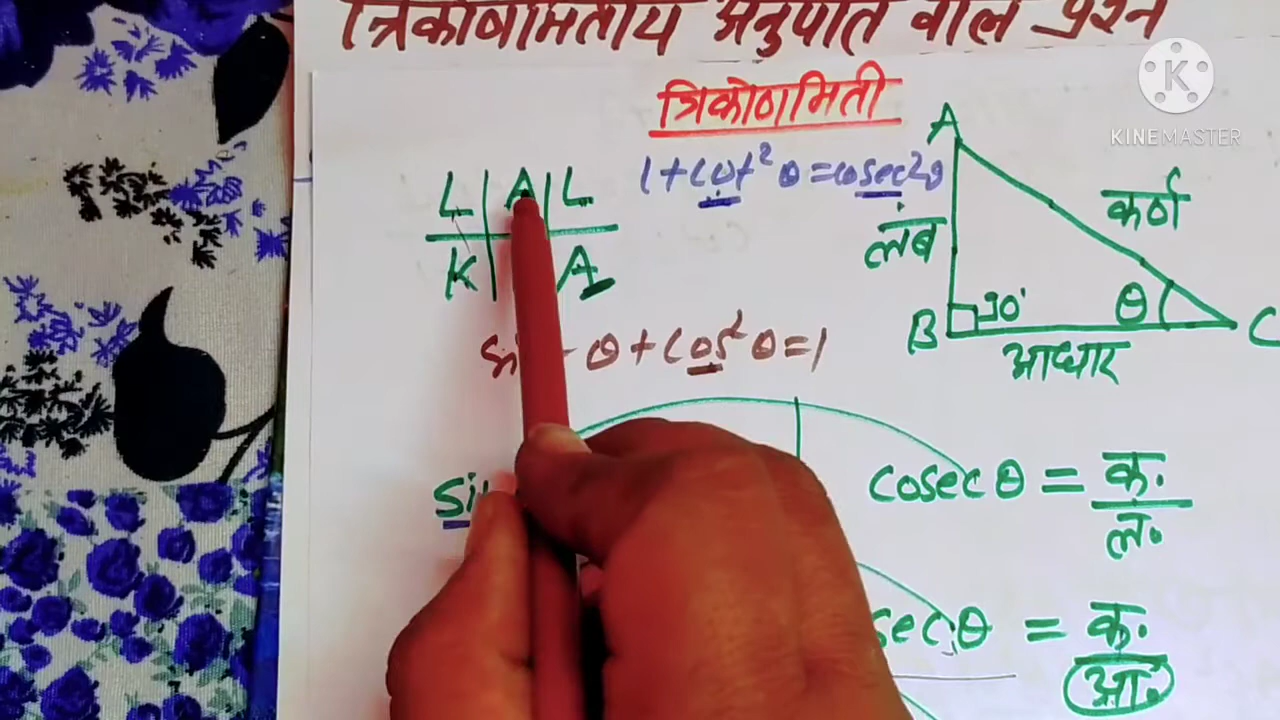 त्रिकोणमितीय अनुपात वाले प्रश्न
त्रिकोणमिती
KINEMASTER
L A L
K A
1+cot²θ=cosec²θ
A
लंब
कर्ण
B 90° θ C
आधार
θ+cos²θ=1
cosec θ = क.
ल.
sec θ = क.
आ.